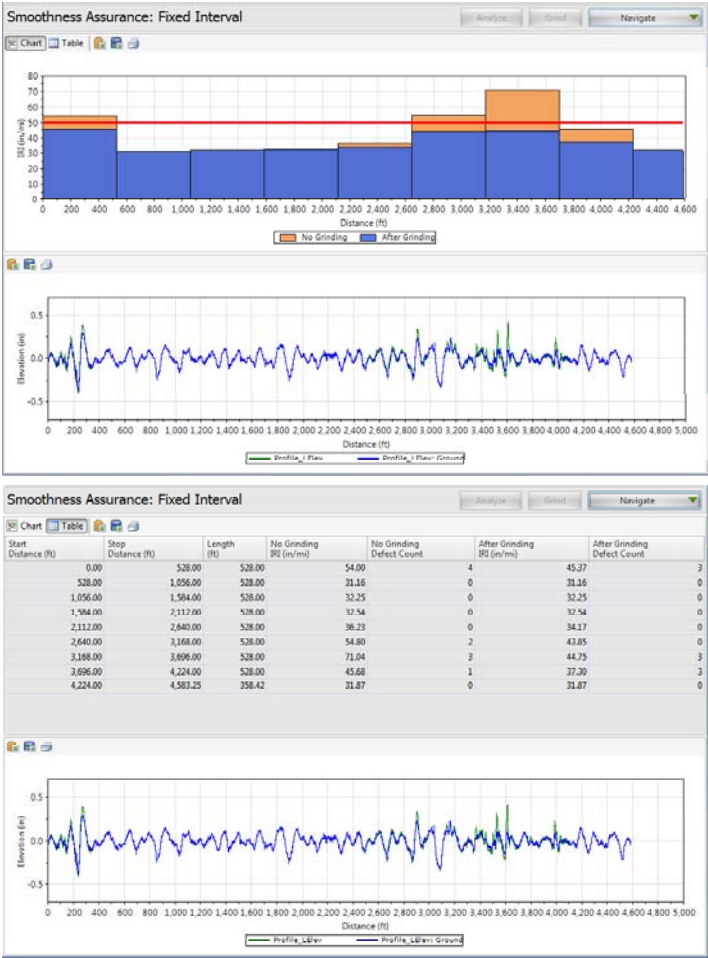 Smoothness Assurance: Fixed Interval
Analyze Grind Navigate
Chart Table
80
70
60
50
40
30
20
10
0
IRI (in/mi)
0 200 400 600 800 1,000 1,200 1,400 1,600 1,800 2,000 2,200 2,400 2,600 2,800 3,000 3,200 3,400 3,600 3,800 4,000 4,200 4,400 4,600
Distance (ft)
No Grinding After Grinding
0.5
0.0
-0.5
Elevation (in)
0 200 400 600 800 1,000 1,200 1,400 1,600 1,800 2,000 2,200 2,400 2,600 2,800 3,000 3,200 3,400 3,600 3,800 4,000 4,200 4,400 4,600 4,800 5,000
Distance (ft)
Profile_LElev Profile_LElev: Ground
Smoothness Assurance: Fixed Interval
Analyze Grind Navigate
Chart Table
Start Distance (ft) Stop Distance (ft) Length (ft) No Grinding IRI (in/mi) No Grinding Defect Count After Grinding IRI (in/mi) After Grinding Defect Count
0.00 528.00 528.00 54.00 4 45.37 3
528.00 1,056.00 528.00 31.16 0 31.16 0
1,056.00 1,584.00 528.00 32.25 0 32.25 0
1,584.00 2,112.00 528.00 32.54 0 32.54 0
2,112.00 2,640.00 528.00 36.23 0 34.17 0
2,640.00 3,168.00 528.00 54.80 2 43.85 0
3,168.00 3,696.00 528.00 71.04 3 44.75 3
3,696.00 4,224.00 528.00 45.68 1 37.30 3
4,224.00 4,583.25 358.42 31.87 0 31.87 0
0.5
0.0
-0.5
Elevation (in)
0 200 400 600 800 1,000 1,200 1,400 1,600 1,800 2,000 2,200 2,400 2,600 2,800 3,000 3,200 3,400 3,600 3,800 4,000 4,200 4,400 4,600 4,800 5,000
Distance (ft)
Profile_LElev Profile_LElev: Ground